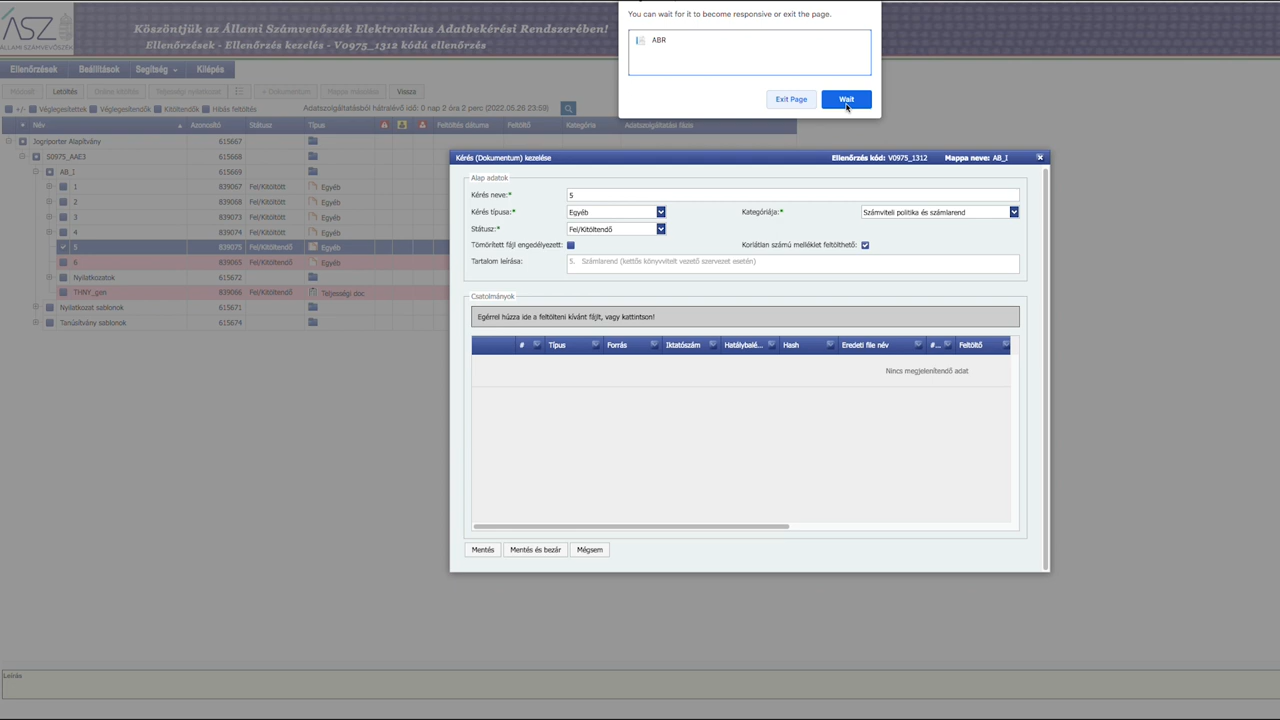 You can wait for it to become responsive or exit the page.
ABR
Exit Page Wait
ÁSZ
ÁLLAMI SZÁMVEVŐSZÉK
Köszöntjük az Állami Számvevőszék Elektronikus Adatbekérési Rendszerében!
Ellenőrzések - Ellenőrzés kezelés - V0975_1312 kódú ellenőrzés
Ellenőrzések Beállítások Segítség Kilépés
Módosít Letöltés Online kitöltés Teljességi nyilatkozat + Dokumentum Mappa másolás Vissza
+/- Véglegesítettek Véglegesítendők Kitöltendők Hibás feltöltés Adatszolgáltatásból hátralévő idő: 0 nap 2 óra 2 perc (2022.05.26 23:59)
Név Azonosító Státusz Típus Feltöltés dátuma Feltöltő Kategória Adatszolgáltatási fázis
Jogriporter Alapítvány 615667
S0975_AAE3 615668
AB_I 615669
1 839067 Fel/Kitöltött Egyéb
2 839068 Fel/Kitöltött Egyéb
3 839073 Fel/Kitöltött Egyéb
4 839074 Fel/Kitöltött Egyéb
5 839075 Fel/Kitöltendő Egyéb
6 839065 Fel/Kitöltendő Egyéb
Nyilatkozatok 615672
THNY_gen 839066 Fel/Kitöltendő Teljességi doc
Nyilatkozat sablonok 615671
Tanúsítvány sablonok 615674
Kérés (Dokumentum) kezelése Ellenőrzés kód: V0975_1312 Mappa neve: AB_I
Alap adatok
Kérés neve:* 5
Kérés típusa:* Egyéb Kategóriája:* Számviteli politika és számlarend
Státusz:* Fel/Kitöltendő
Tömörített fájl engedélyezett: Korlátlan számú melléklet feltölthető:
Tartalom leírása: 5. Számlarend (kettős könyvvitelt vezető szervezet esetén)
Csatolmányok
Egérrel húzza ide a feltölteni kívánt fájlt, vagy kattintson!
# Típus Forrás Iktatószám Hatálybalé... Hash Eredeti file név #... Feltöltő
Nincs megjelenítendő adat
Mentés Mentés és bezár Mégsem
Leírás